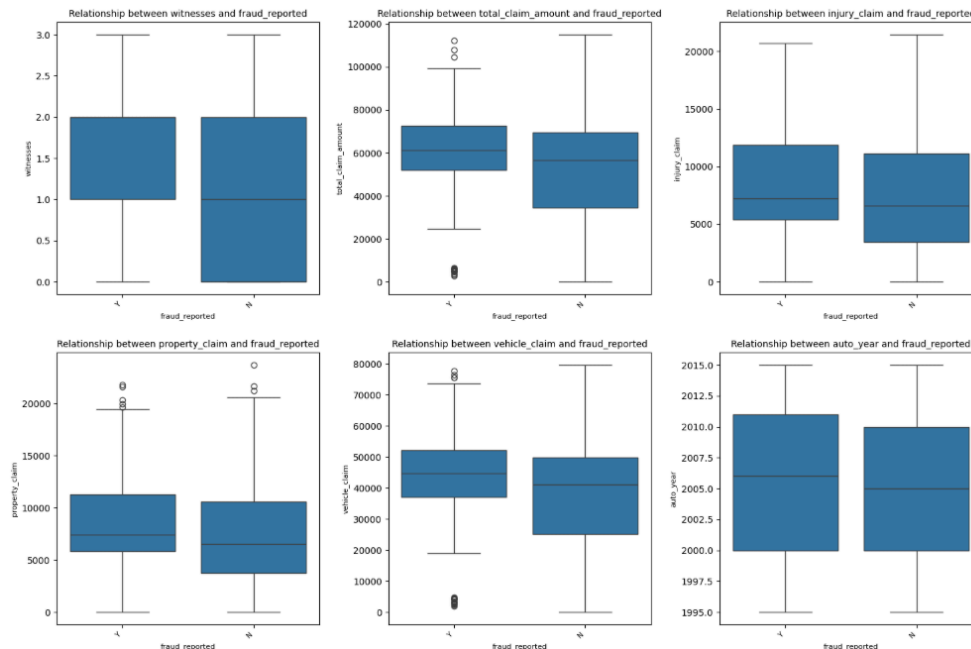 Relationship between witnesses and fraud_reported
3.0
2.5
2.0
1.5
1.0
0.5
0.0
witnesses
Y
N
fraud_reported
Relationship between total_claim_amount and fraud_reported
120000
100000
80000
60000
40000
20000
0
total_claim_amount
Y
N
fraud_reported
Relationship between injury_claim and fraud_reported
20000
15000
10000
5000
0
injury_claim
Y
N
fraud_reported
Relationship between property_claim and fraud_reported
20000
15000
10000
5000
0
property_claim
Y
N
fraud_reported
Relationship between vehicle_claim and fraud_reported
80000
70000
60000
50000
40000
30000
20000
10000
0
vehicle_claim
Y
N
fraud_reported
Relationship between auto_year and fraud_reported
2015.0
2012.5
2010.0
2007.5
2005.0
2002.5
2000.0
1997.5
1995.0
auto_year
Y
N
fraud_reported